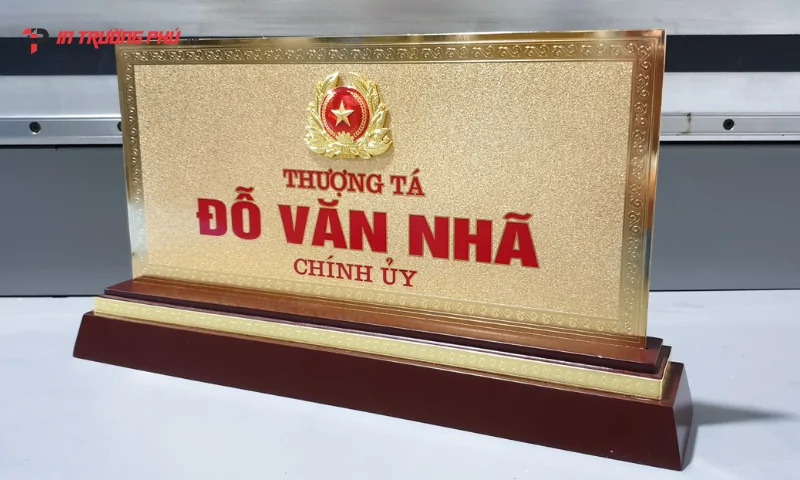 IN TRƯỜNG PHÚ
THƯỢNG TÁ
ĐỖ VĂN NHÃ
CHÍNH ỦY